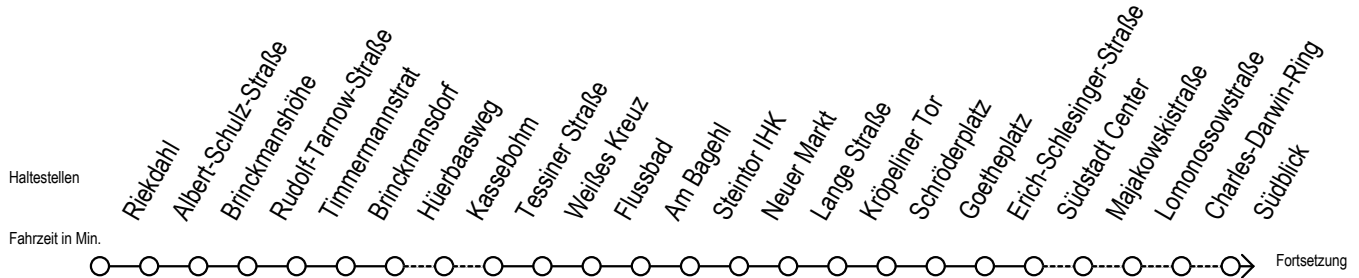 Haltestellen
Riekdahl
Albert-Schulz-Straße
Brinckmanshöhe
Rudolf-Tarnow-Straße
Timmermannstrat
Brinckmansdorf
Hüerbaasweg
Kassebohm
Tessiner Straße
Weißes Kreuz
Flussbad
Am Bagehl
Steintor IHK
Neuer Markt
Lange Straße
Kröpeliner Tor
Schröderplatz
Goetheplatz
Erich-Schlesinger-Straße
Südstadt Center
Majakowskistraße
Lomonossowstraße
Charles-Darwin-Ring
Südblick
Fahrzeit in Min.
Fortsetzung